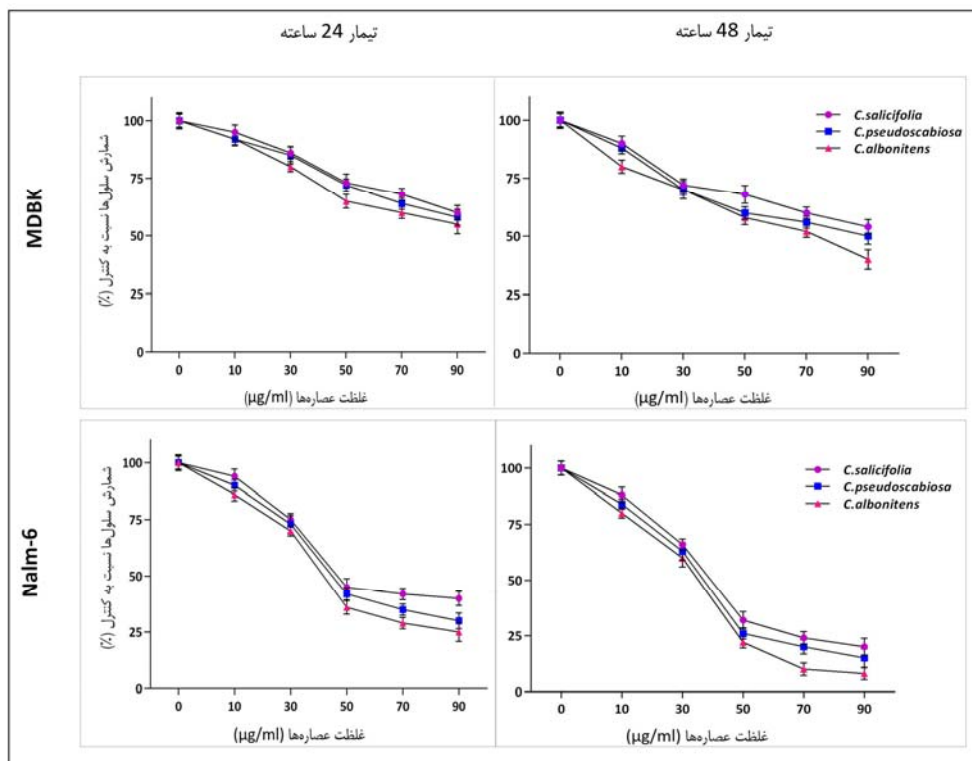 تیمار 24 ساعته
تیمار 48 ساعته
MDBK
شمارش سلول‌ها نسبت به کنترل (%)
100
75
50
25
0
0 10 30 50 70 90
غلظت عصاره‌ها (µg/ml)
100
75
50
25
0
0 10 30 50 70 90
غلظت عصاره‌ها (µg/ml)
C.salicifolia
C.pseudoscabiosa
C.albonitens
Nalm-6
شمارش سلول‌ها نسبت به کنترل (%)
100
75
50
25
0
0 10 30 50 70 90
غلظت عصاره‌ها (µg/ml)
100
75
50
25
0
0 10 30 50 70 90
غلظت عصاره‌ها (µg/ml)
C.salicifolia
C.pseudoscabiosa
C.albonitens